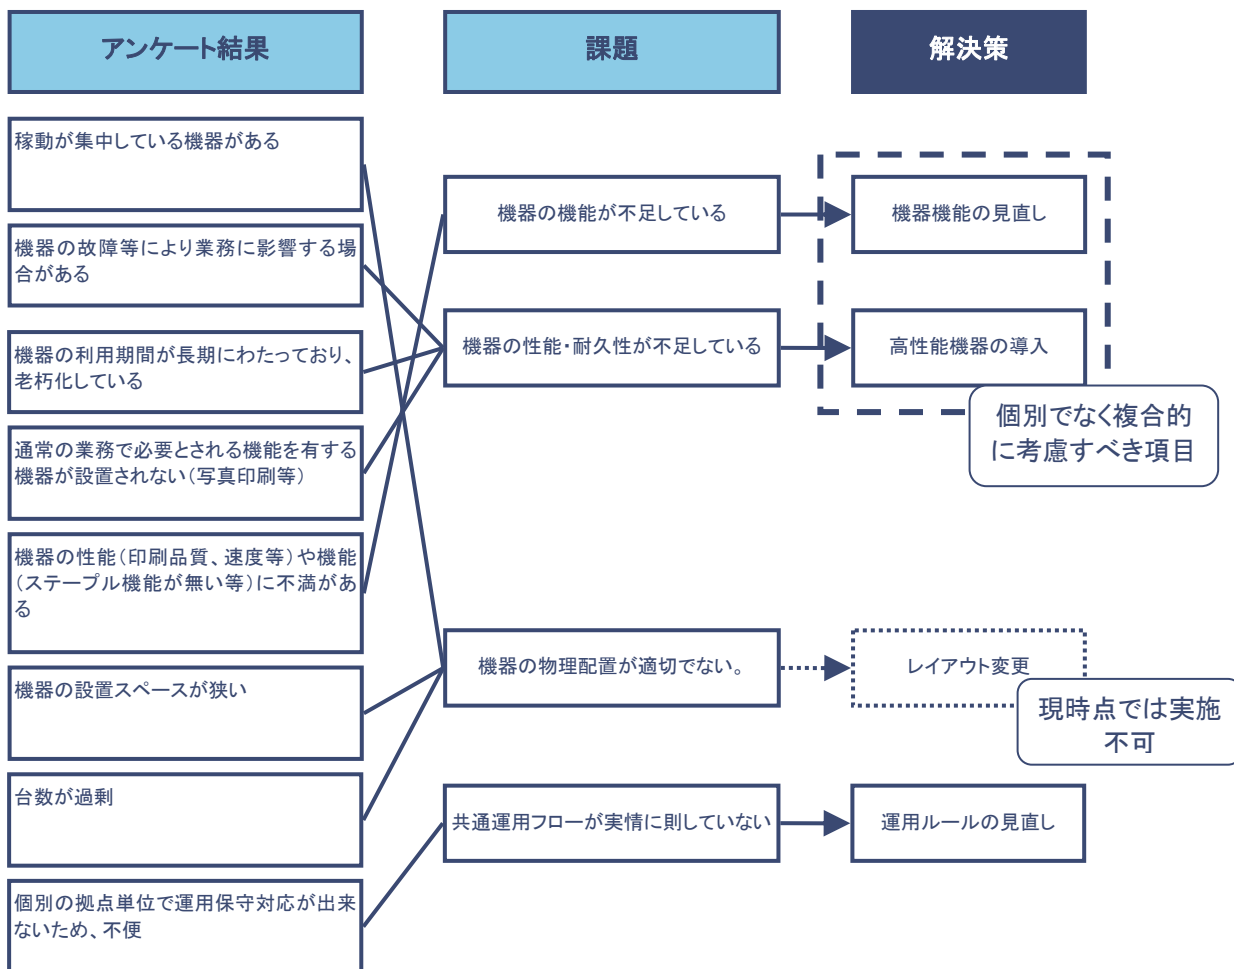 アンケート結果
課題
解決策
稼動が集中している機器がある
機器の故障等により業務に影響する場
合がある
機器の利用期間が長期にわたっており、
老朽化している
通常の業務で必要とされる機能を有する
機器が設置されない(写真印刷等)
機器の性能(印刷品質、速度等)や機能
(ステープル機能が無い等)に不満があ
る
機器の設置スペースが狭い
台数が過剰
個別の拠点単位で運用保守対応が出来
ないため、不便
機器の機能が不足している
機器の性能・耐久性が不足している
機器の物理配置が適切でない。
共通運用フローが実情に則していない
機器機能の見直し
高性能機器の導入
個別でなく複合的
に考慮すべき項目
レイアウト変更
現時点では実施
不可
運用ルールの見直し